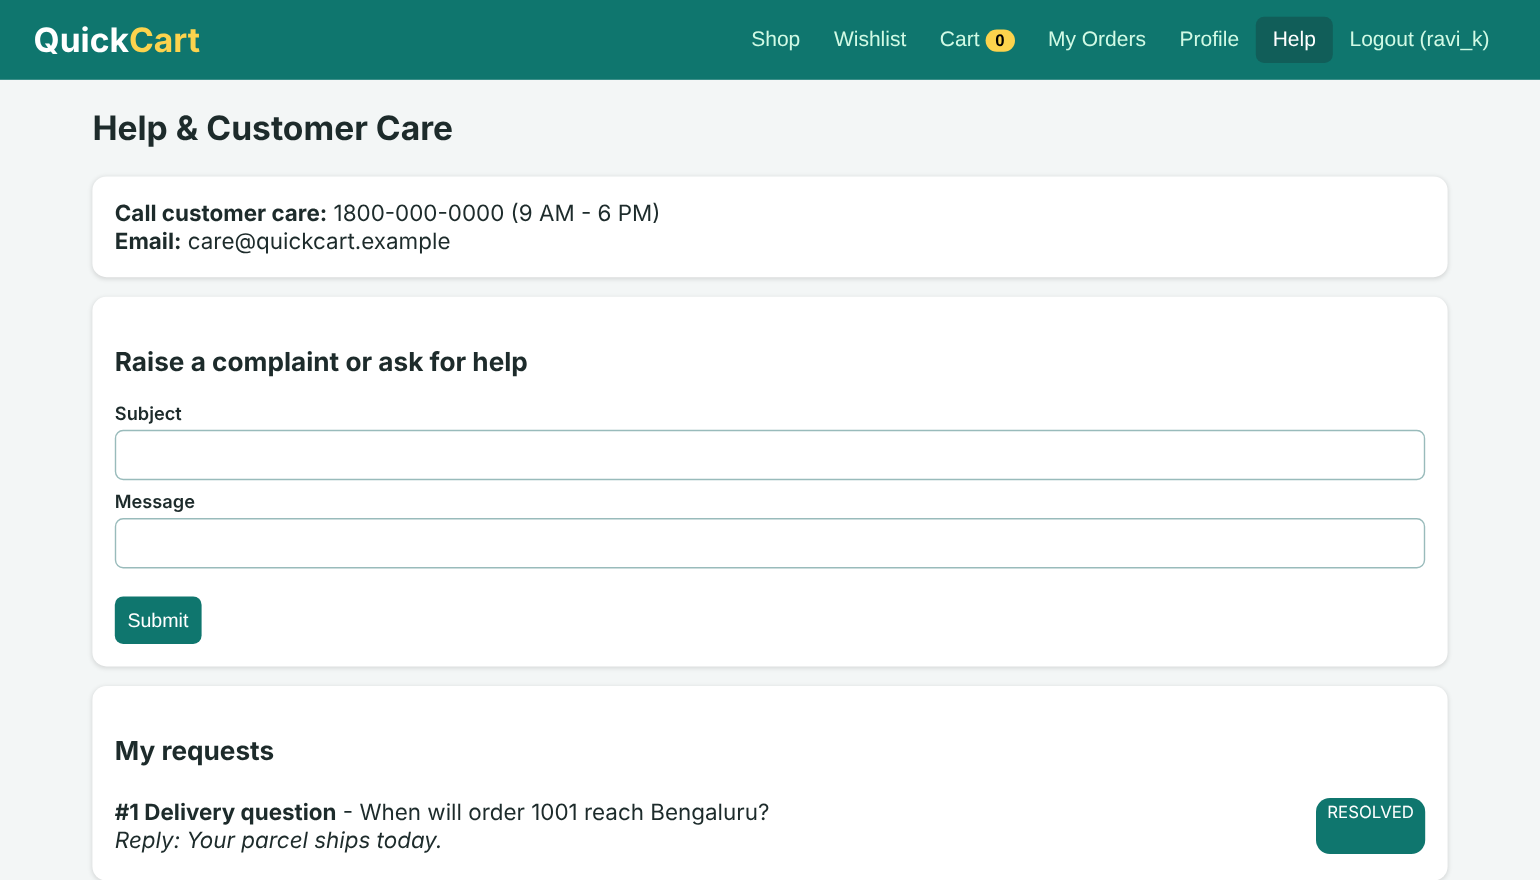 QuickCart
Shop Wishlist Cart 0 My Orders Profile Help Logout (ravi_k)
Help & Customer Care
Call customer care: 1800-000-0000 (9 AM - 6 PM)
Email: care@quickcart.example
Raise a complaint or ask for help
Subject
Message
Submit
My requests
#1 Delivery question - When will order 1001 reach Bengaluru?
RESOLVED
Reply: Your parcel ships today.